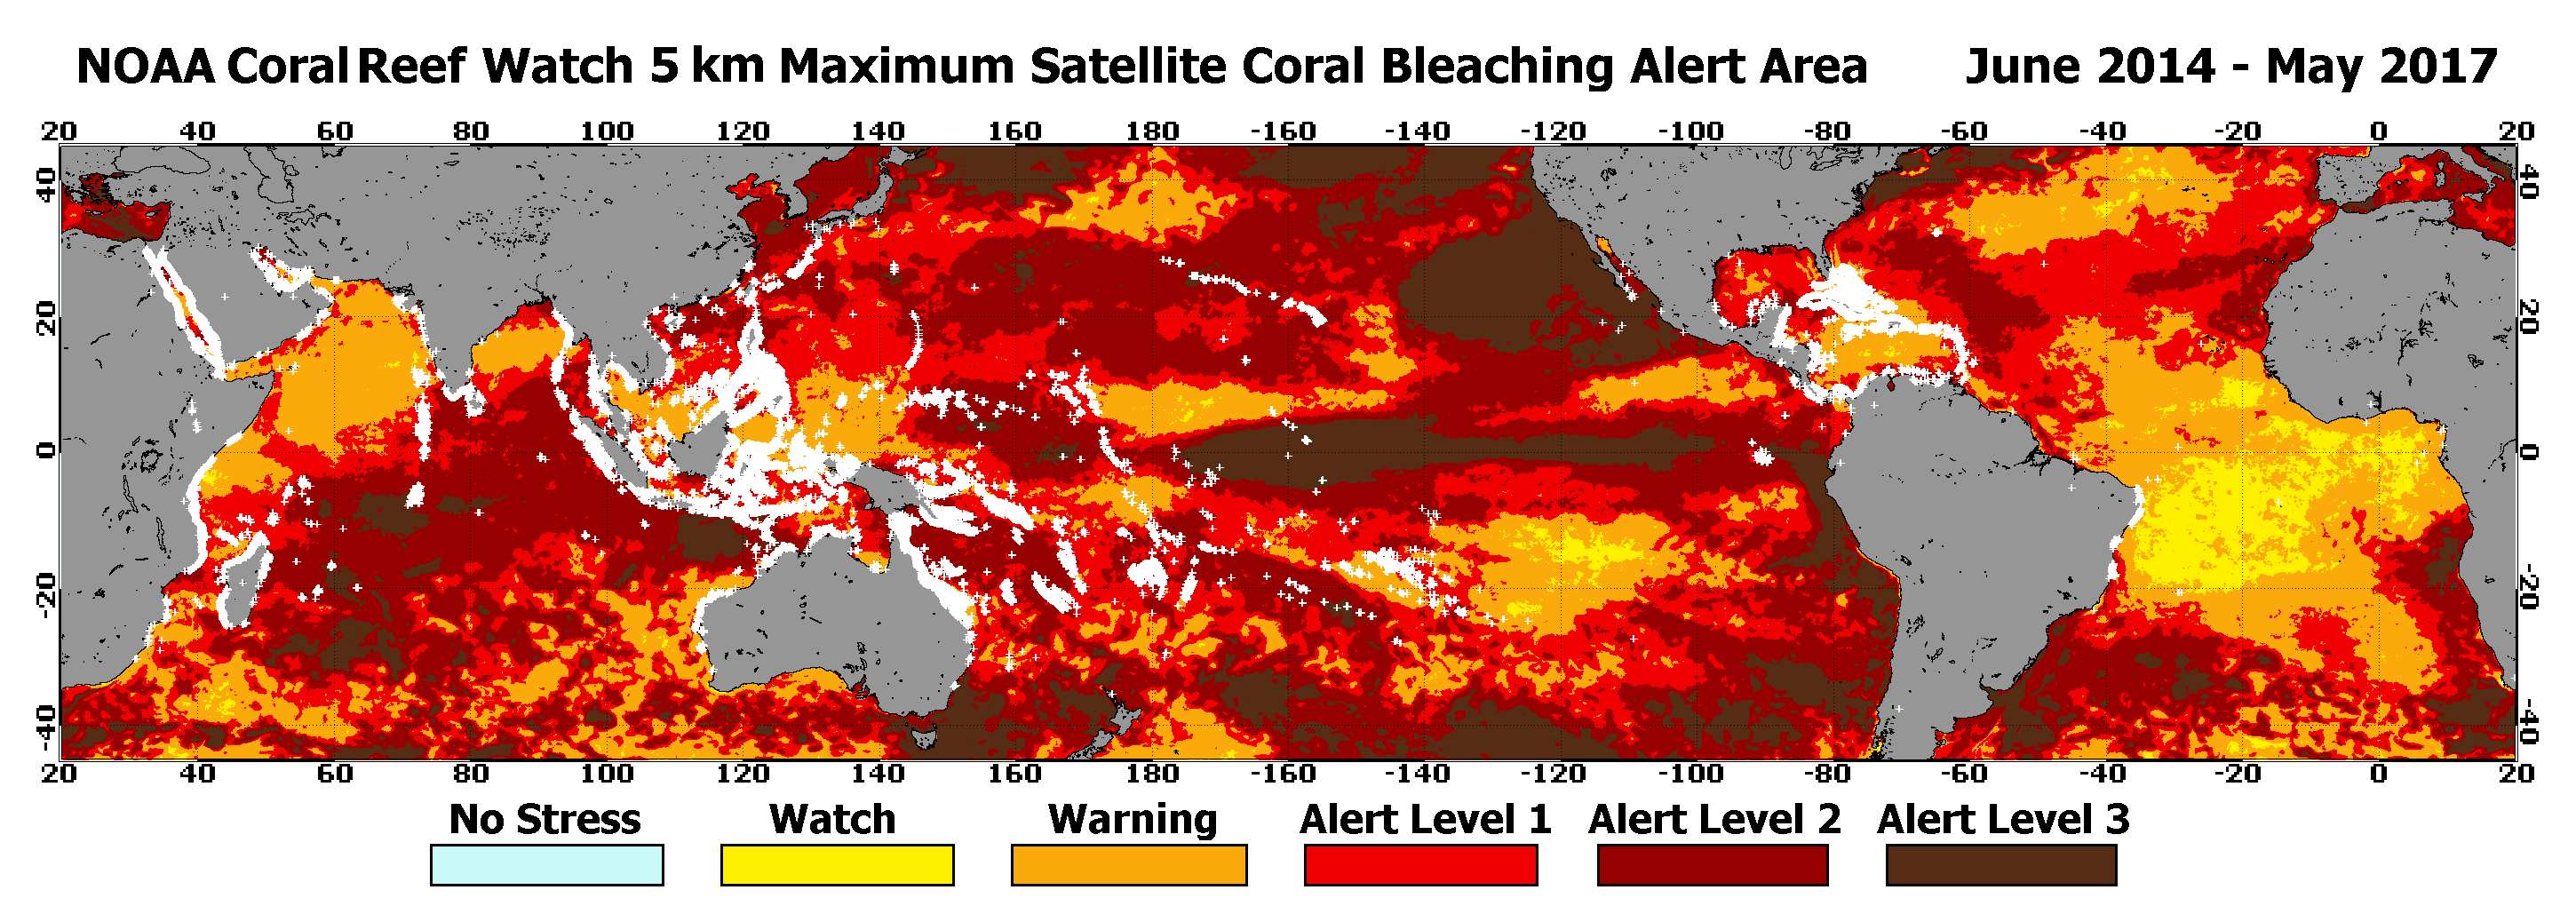 NOAA Coral Reef Watch 5 km Maximum Satellite Coral Bleaching Alert Area June 2014 - May 2017
20 40 60 80 100 120 140 160 180 -160 -140 -120 -100 -80 -60 -40 -20 0 20
40 40
20 20
0 0
-20 -20
-40 -40
20 40 60 80 100 120 140 160 180 -160 -140 -120 -100 -80 -60 -40 -20 0 20
No Stress Watch Warning Alert Level 1 Alert Level 2 Alert Level 3